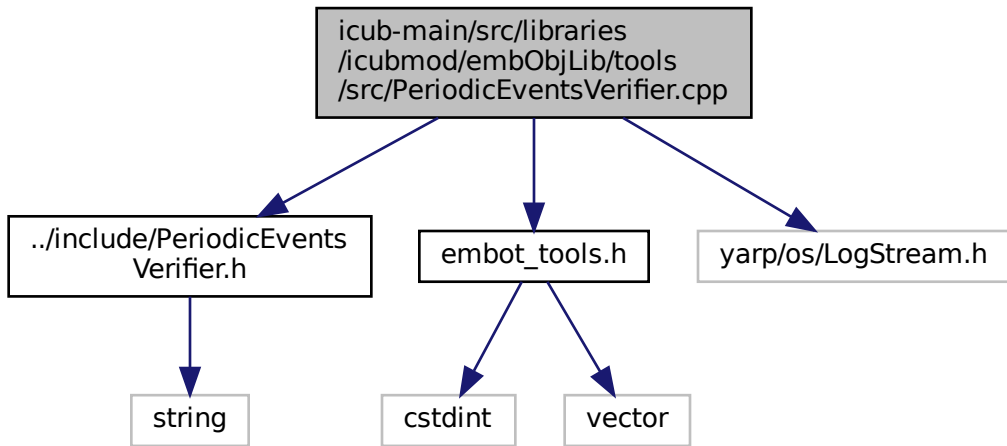 icub-main/src/libraries
/icubmod/embObjLib/tools
/src/PeriodicEventsVerifier.cpp
../include/PeriodicEvents
Verifier.h
embot_tools.h
yarp/os/LogStream.h
string
cstdint
vector